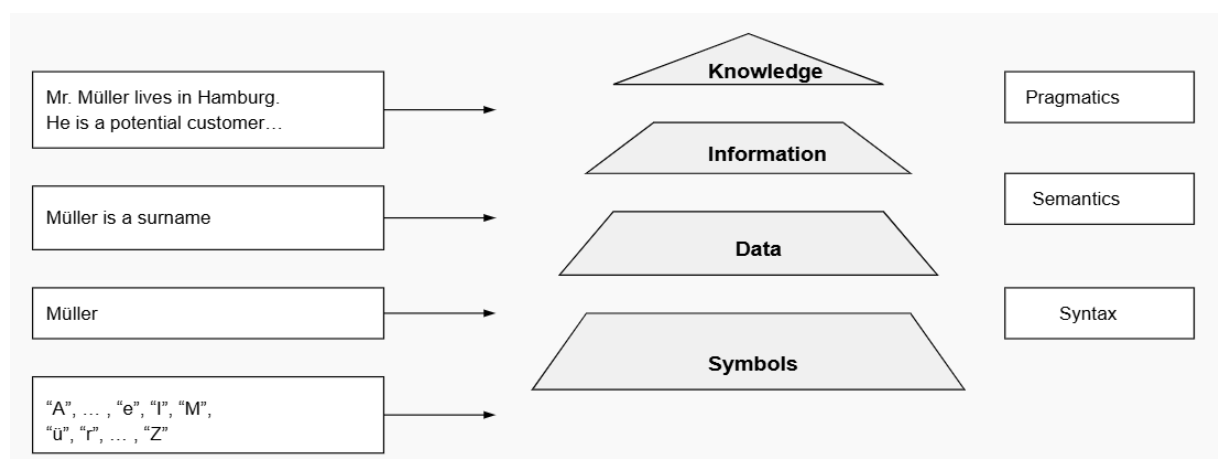 Mr. Müller lives in Hamburg.
He is a potential customer…
Müller is a surname
Müller
“A”, … , “e”, “l”, “M”,
“ü”, “r”, … , “Z”
Knowledge
Information
Data
Symbols
Pragmatics
Semantics
Syntax